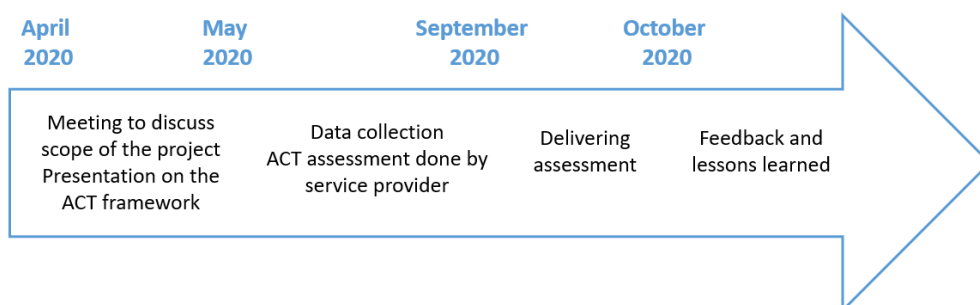 April
2020
May
2020
September
2020
October
2020
Meeting to discuss
scope of the project
Presentation on the
ACT framework
Data collection
ACT assessment done by
service provider
Delivering
assessment
Feedback and
lessons learned